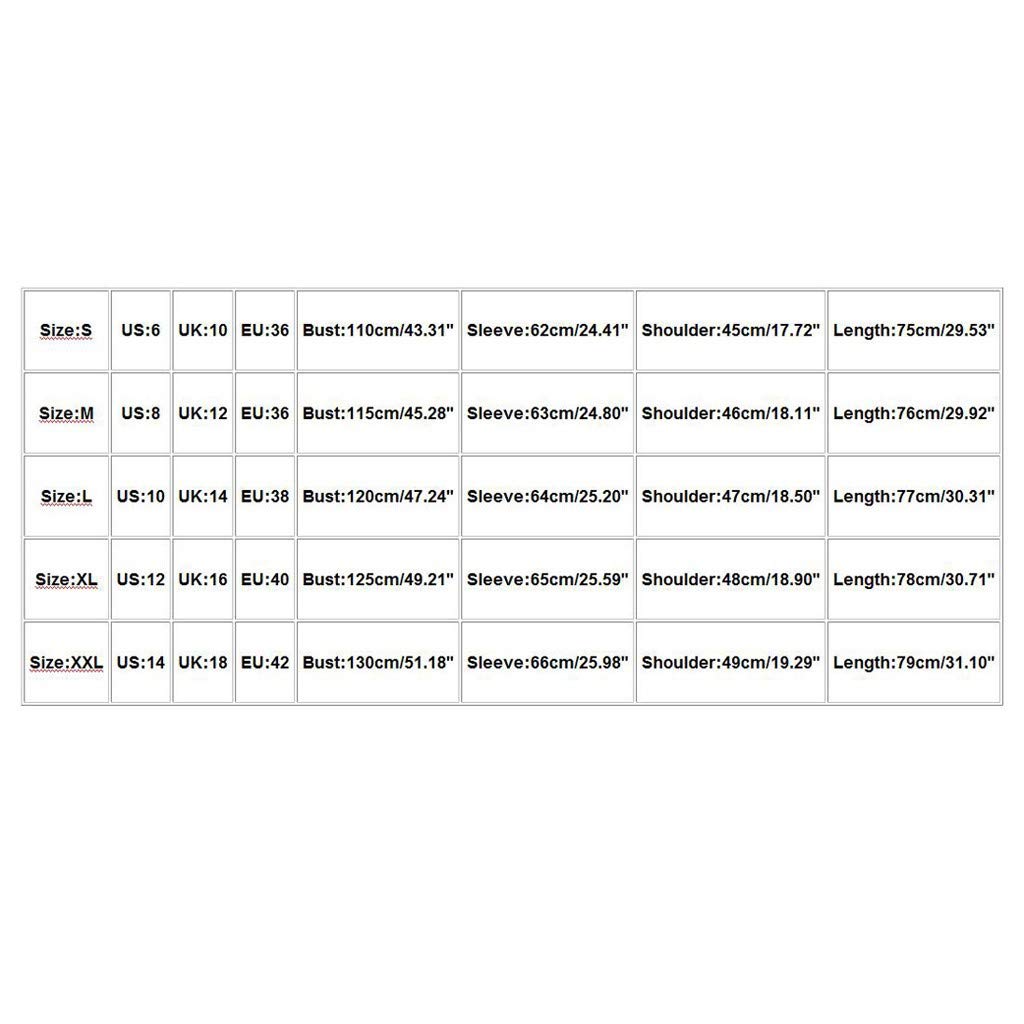 Size:S US:6 UK:10 EU:36 Bust:110cm/43.31" Sleeve:62cm/24.41" Shoulder:45cm/17.72" Length:75cm/29.53"
Size:M US:8 UK:12 EU:36 Bust:115cm/45.28" Sleeve:63cm/24.80" Shoulder:46cm/18.11" Length:76cm/29.92"
Size:L US:10 UK:14 EU:38 Bust:120cm/47.24" Sleeve:64cm/25.20" Shoulder:47cm/18.50" Length:77cm/30.31"
Size:XL US:12 UK:16 EU:40 Bust:125cm/49.21" Sleeve:65cm/25.59" Shoulder:48cm/18.90" Length:78cm/30.71"
Size:XXL US:14 UK:18 EU:42 Bust:130cm/51.18" Sleeve:66cm/25.98" Shoulder:49cm/19.29" Length:79cm/31.10"